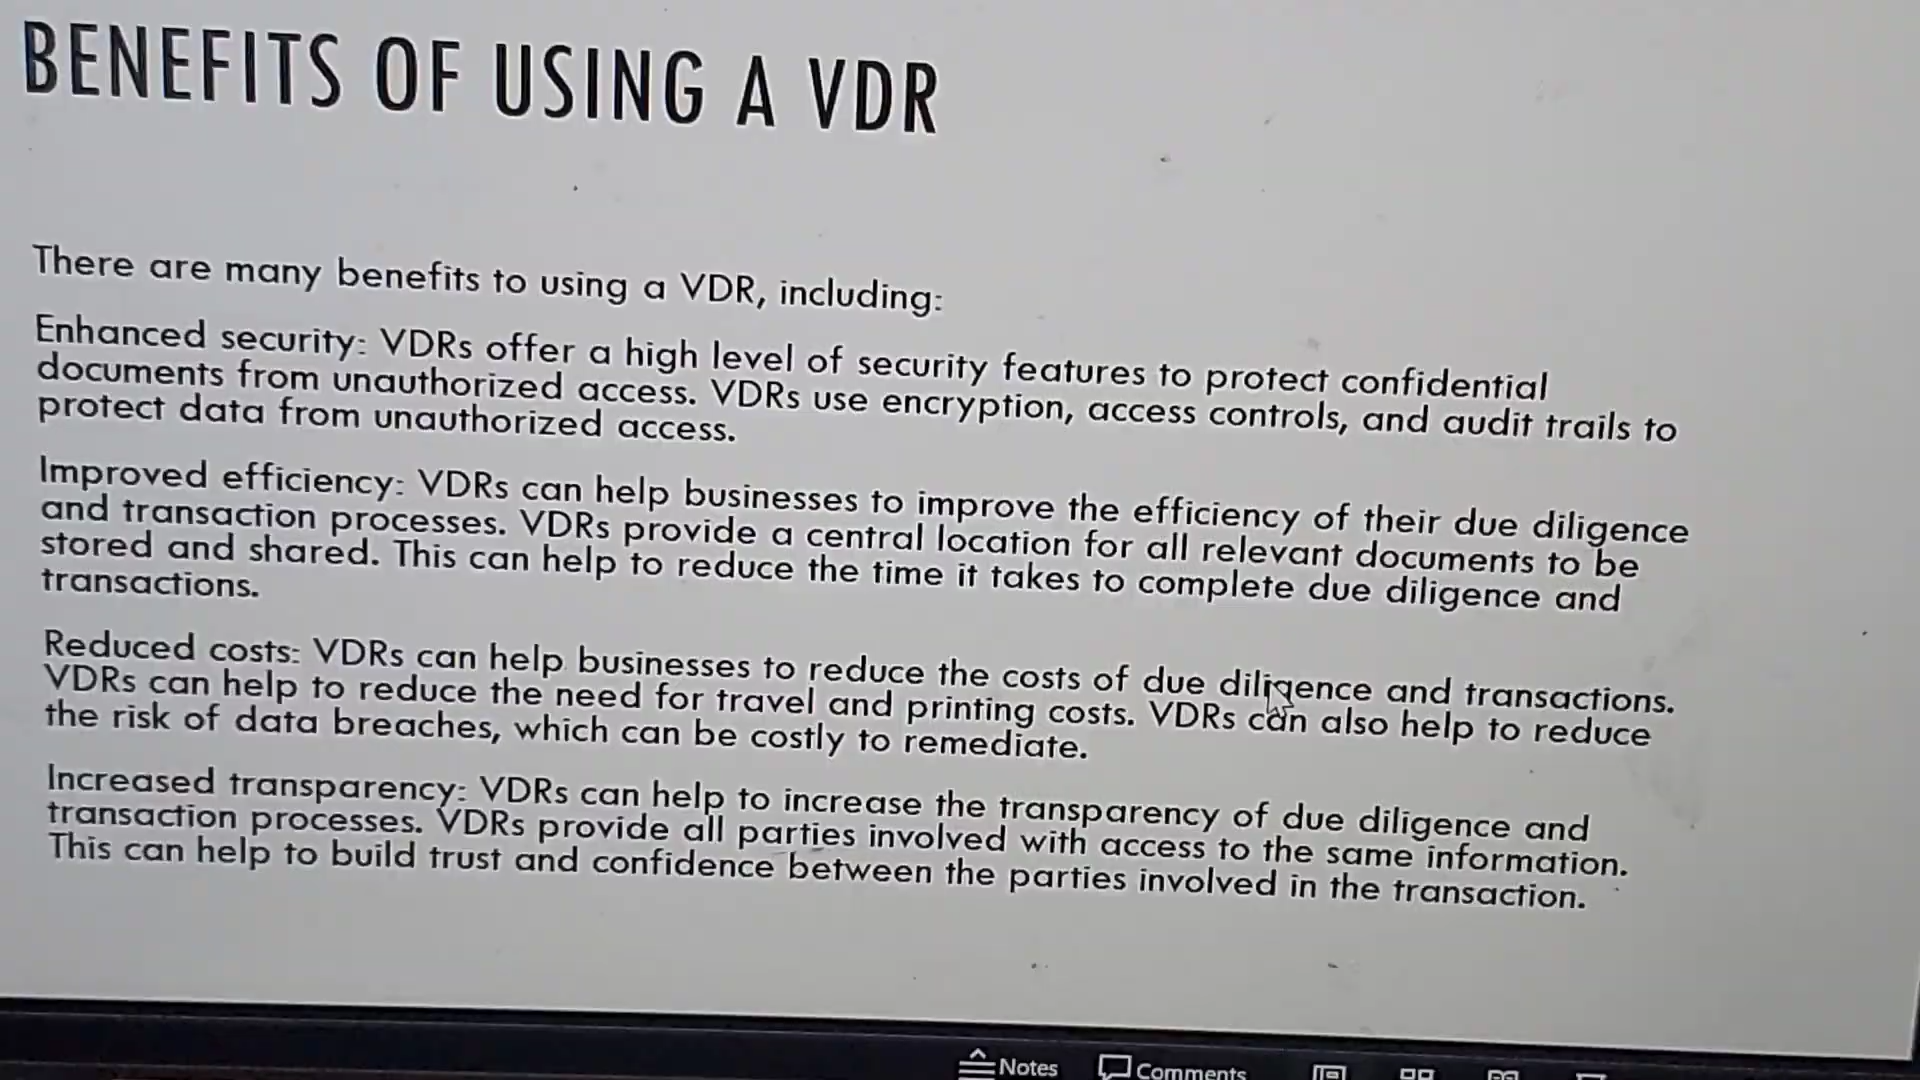 BENEFITS OF USING A VDR
There are many benefits to using a VDR, including:
Enhanced security: VDRs offer a high level of security features to protect confidential
documents from unauthorized access. VDRs use encryption, access controls, and audit trails to
protect data from unauthorized access.
Improved efficiency: VDRs can help businesses to improve the efficiency of their due diligence
and transaction processes. VDRs provide a central location for all relevant documents to be
stored and shared. This can help to reduce the time it takes to complete due diligence and
transactions.
Reduced costs: VDRs can help businesses to reduce the costs of due diligence and transactions.
VDRs can help to reduce the need for travel and printing costs. VDRs can also help to reduce
the risk of data breaches, which can be costly to remediate.
Increased transparency: VDRs can help to increase the transparency of due diligence and
transaction processes. VDRs provide all parties involved with access to the same information.
This can help to build trust and confidence between the parties involved in the transaction.
Notes Comments